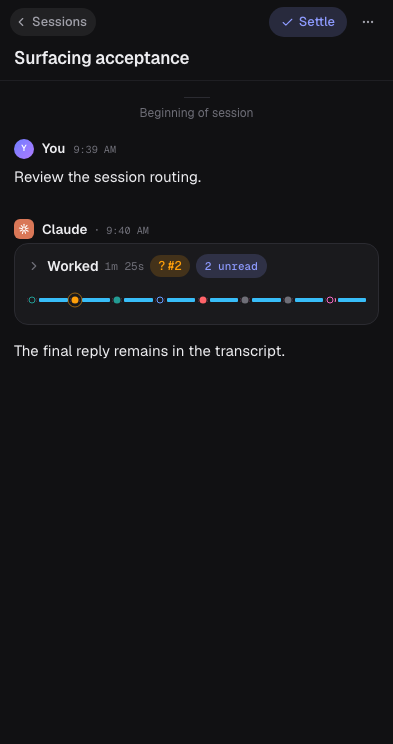 Sessions
Settle
Surfacing acceptance
Beginning of session
Y You 9:39 AM
Review the session routing.
Claude · 9:40 AM
Worked 1m 25s ? #2 2 unread
The final reply remains in the transcript.